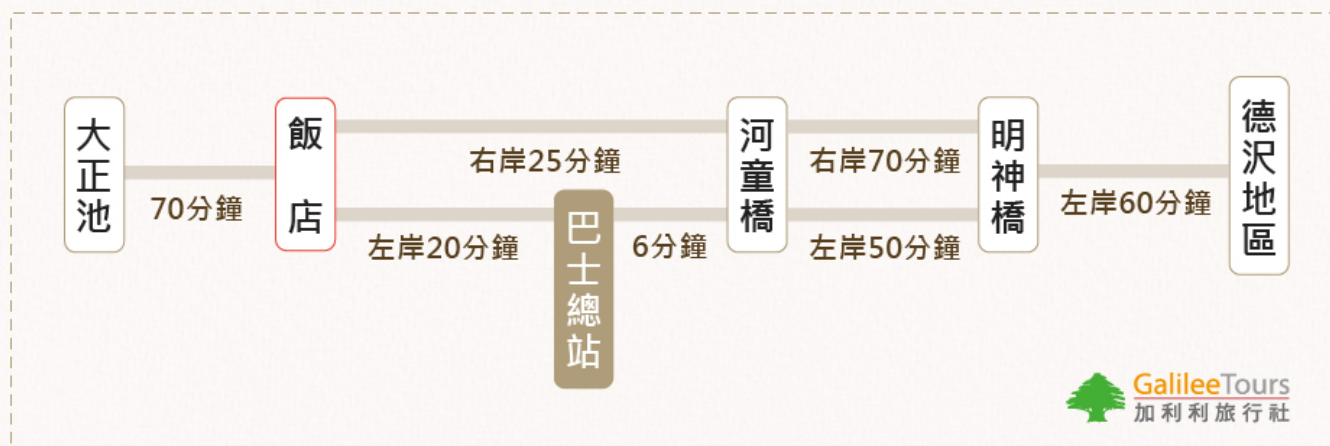 大正池
70分鐘
飯店
右岸25分鐘
左岸20分鐘
巴士總站
6分鐘
河童橋
右岸70分鐘
左岸50分鐘
明神橋
左岸60分鐘
德沢地區
GalileeTours
加利利旅行社